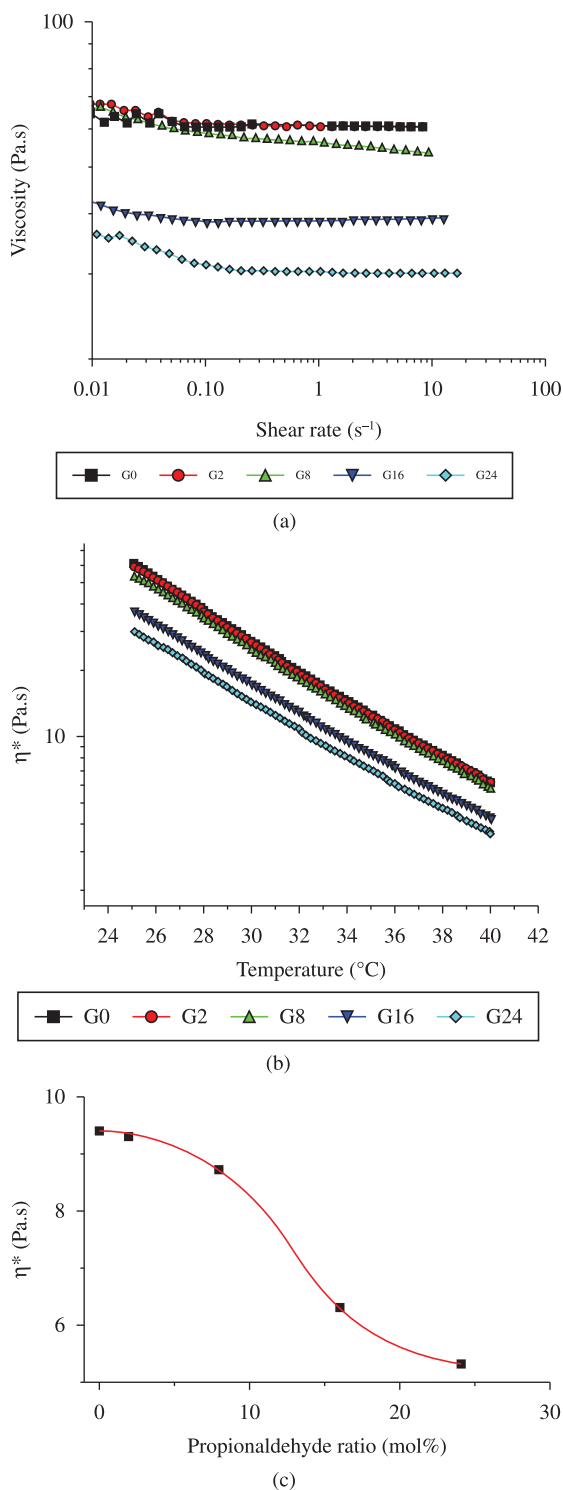 100
Viscosity (Pa.s)
0.01 0.10 1 10 100
Shear rate (s⁻¹)
G0 G2 G8 G16 G24
(a)
η* (Pa.s)
10
24 26 28 30 32 34 36 38 40 42
Temperature (°C)
G0 G2 G8 G16 G24
(b)
10
8
η* (Pa.s)
6
0 10 20 30
Propionaldehyde ratio (mol%)
(c)